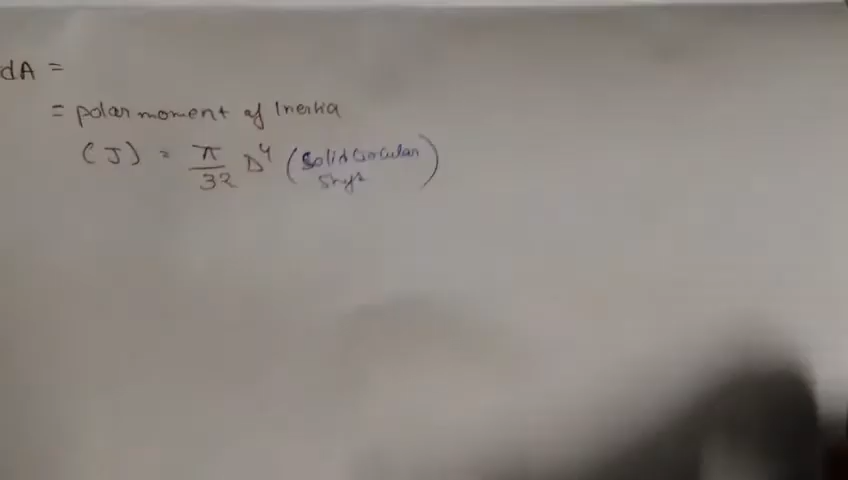 dA =
= polar moment of Inertia
(J) = π/32 D⁴ (Solid Circular